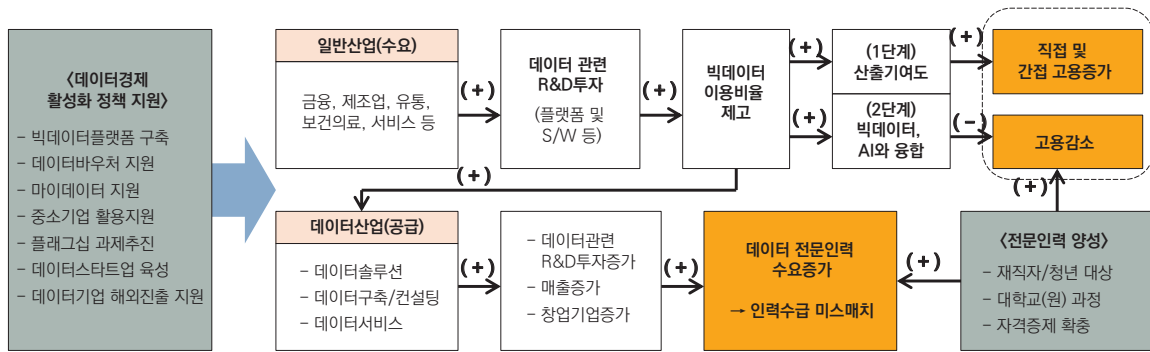 〈데이터경제
활성화 정책 지원〉
– 빅데이터플랫폼 구축
– 데이터바우처 지원
– 마이데이터 지원
– 중소기업 활용지원
– 플래그십 과제추진
– 데이터스타트업 육성
– 데이터기업 해외진출 지원
일반산업(수요)
금융, 제조업, 유통,
보건의료, 서비스 등
(+)
데이터 관련
R&D투자
(플랫폼 및
S/W 등)
(+)
빅데이터
이용비율
제고
(+)
(+)
(1단계)
산출기여도
(2단계)
빅데이터,
AI와 융합
(+)
(–)
직접 및
간접 고용증가
고용감소
(+)
(+)
데이터산업(공급)
– 데이터솔루션
– 데이터구축/컨설팅
– 데이터서비스
(+)
– 데이터관련
R&D투자증가
– 매출증가
– 창업기업증가
(+)
데이터 전문인력
수요증가
→ 인력수급 미스매치
(+)
〈전문인력 양성〉
– 재직자/청년 대상
– 대학교(원) 과정
– 자격증제 확충